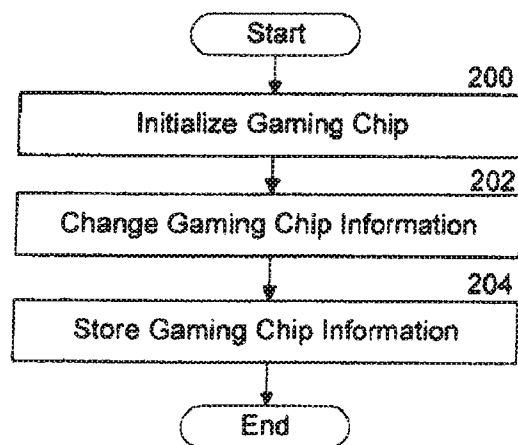 Start
200
Initialize Gaming Chip
202
Change Gaming Chip Information
204
Store Gaming Chip Information
End